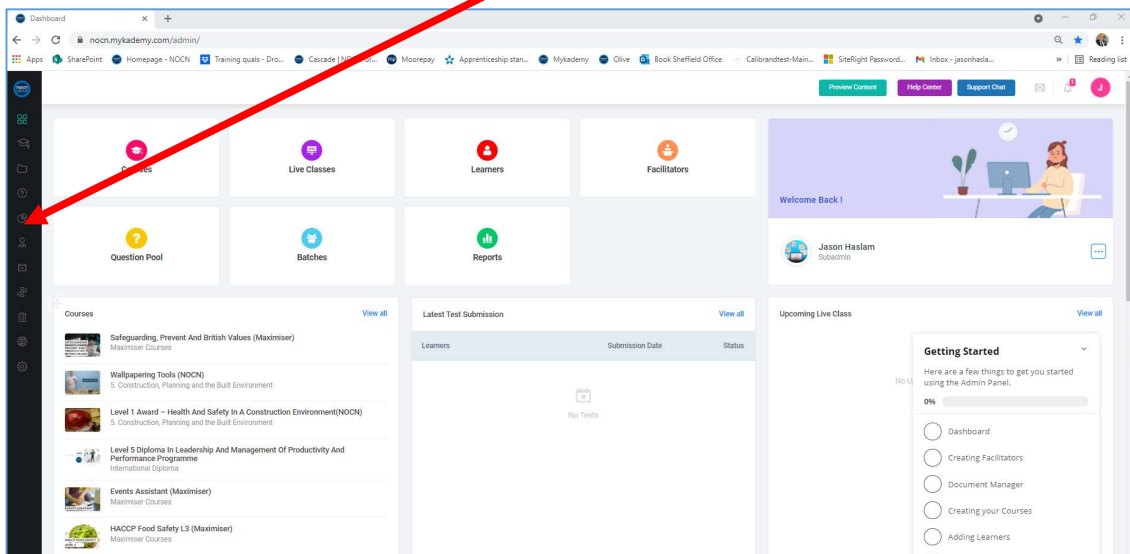 Dashboard
nocn.mykademy.com/admin/
Apps SharePoint Homepage - NOCN Training quals - Dro... Cascade | NOCN Gr... Moorepay Apprenticeship stan... Mykademy Olive Book Sheffield Office Calibrandtest-Main... SiteRight Password... Inbox - jasonhasla... » Reading list
nocn Preview Content Help Center Support Chat 1 J
Courses Live Classes Learners Facilitators
Welcome Back !
Question Pool Batches Reports
Jason Haslam
Subadmin
Courses View all
Safeguarding, Prevent And British Values (Maximiser)
Maximiser Courses
Wallpapering Tools (NOCN)
5. Construction, Planning and the Built Environment
Level 1 Award – Health And Safety In A Construction Environment(NOCN)
5. Construction, Planning and the Built Environment
Level 5 Diploma In Leadership And Management Of Productivity And
Performance Programme
International Diploma
Events Assistant (Maximiser)
Maximiser Courses
HACCP Food Safety L3 (Maximiser)
Maximiser Courses
Latest Test Submission View all
Learners Submission Date Status
No Tests
Upcoming Live Class View all
No
Getting Started
Here are a few things to get you started
using the Admin Panel.
0%
Dashboard
Creating Facilitators
Document Manager
Creating your Courses
Adding Learners